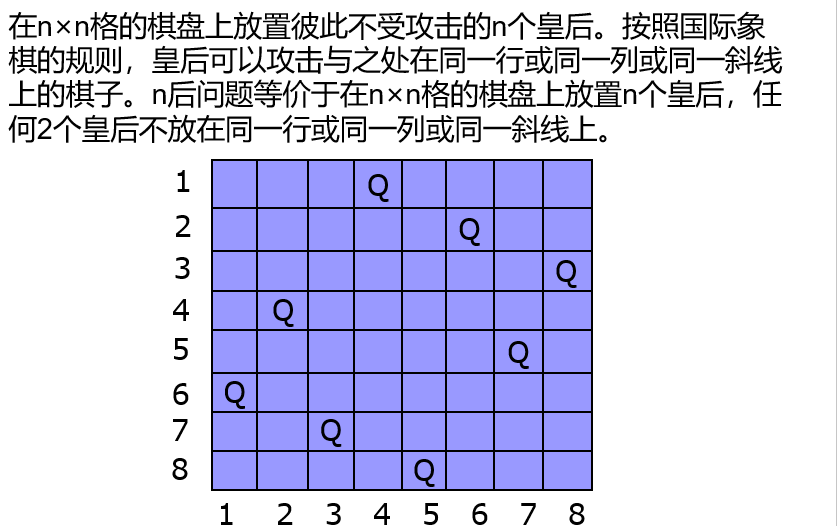 在n×n格的棋盘上放置彼此不受攻击的n个皇后。按照国际象
棋的规则，皇后可以攻击与之处在同一行或同一列或同一斜线
上的棋子。n后问题等价于在n×n格的棋盘上放置n个皇后，任
何2个皇后不放在同一行或同一列或同一斜线上。
1 Q
2 Q
3 Q
4 Q
5 Q
6 Q
7 Q
8 Q
1 2 3 4 5 6 7 8